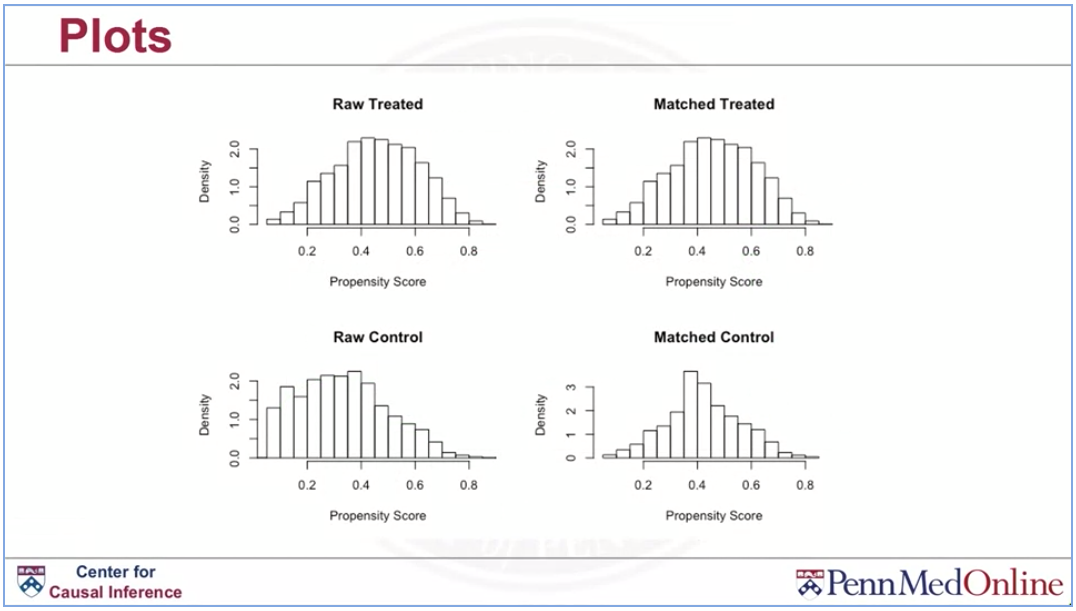 Plots
Raw Treated
Density
0.0 1.0 2.0
0.2 0.4 0.6 0.8
Propensity Score
Matched Treated
Density
0.0 1.0 2.0
0.2 0.4 0.6 0.8
Propensity Score
Raw Control
Density
0.0 1.0 2.0
0.2 0.4 0.6 0.8
Propensity Score
Matched Control
Density
0 1 2 3
0.2 0.4 0.6 0.8
Propensity Score
Center for
Causal Inference
PennMedOnline